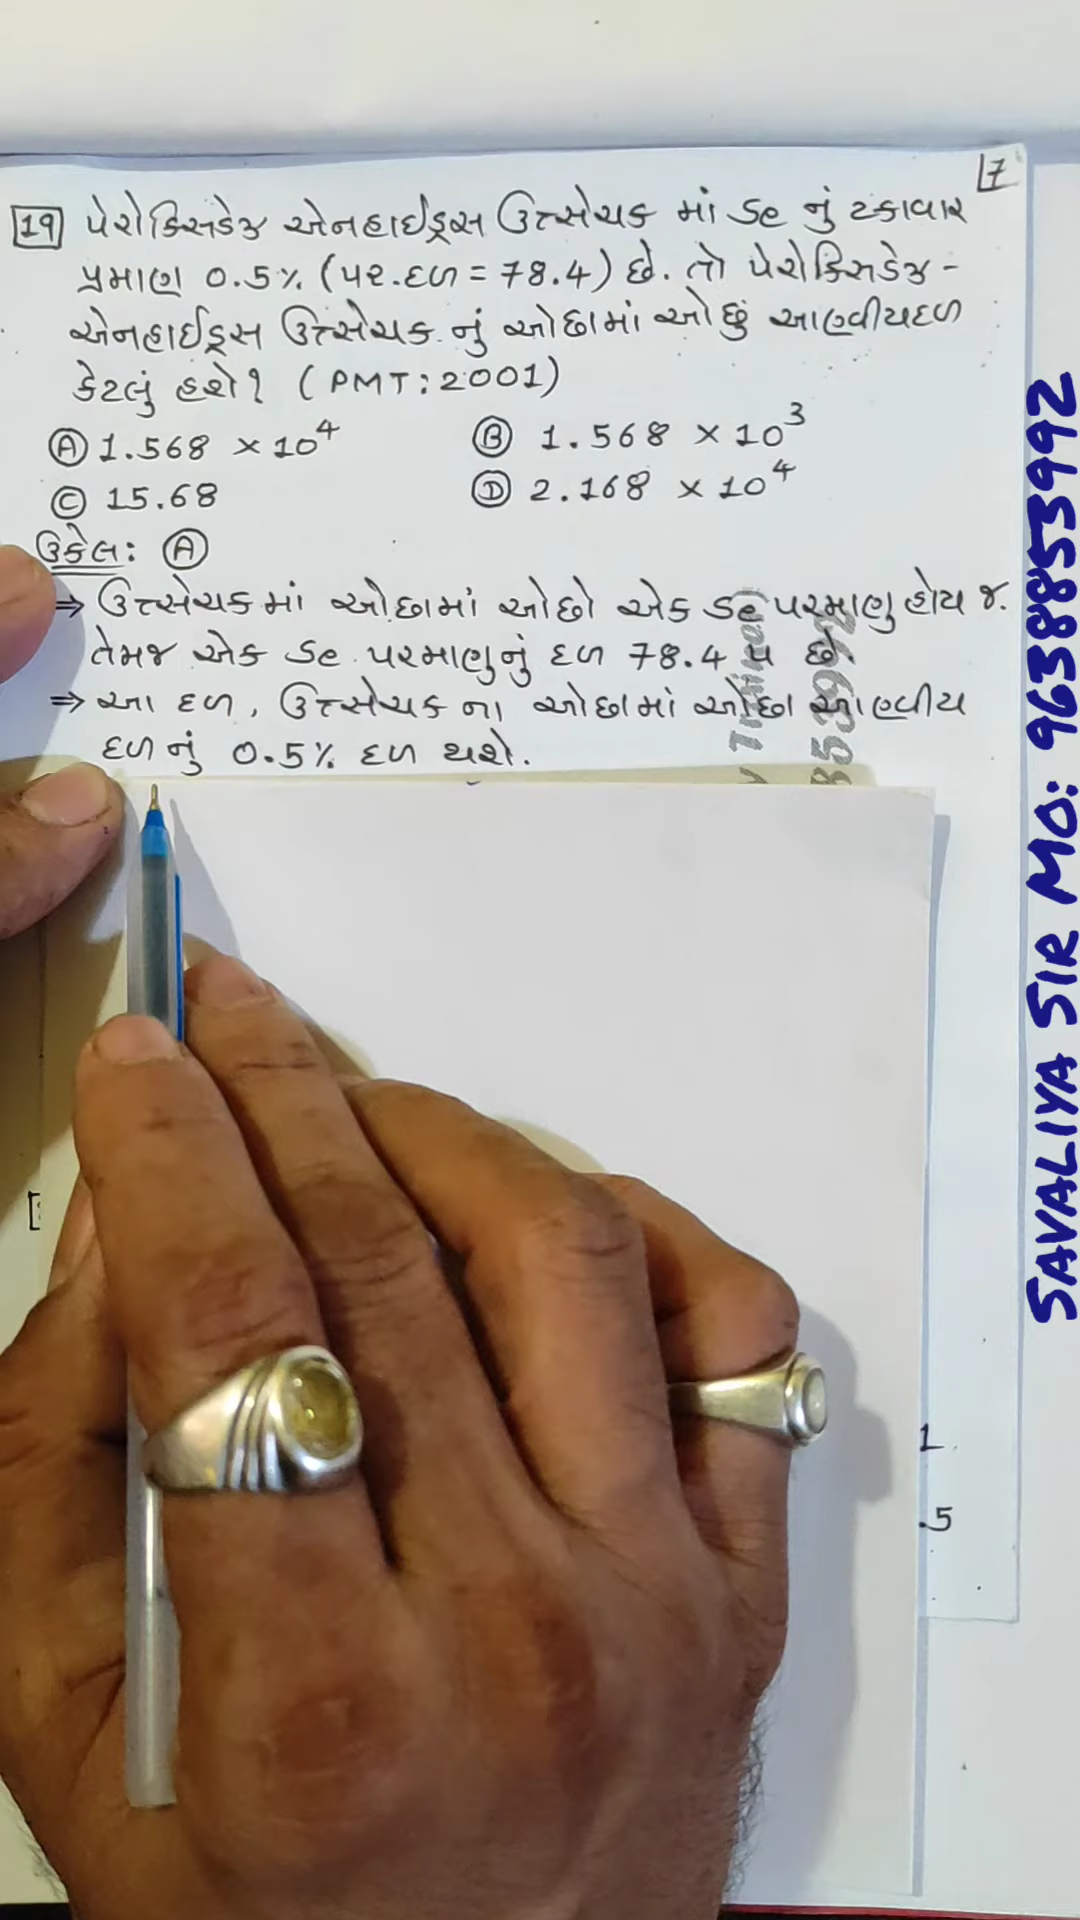 7
19 પેરોક્સિડેઝ એનહાઈડ્રસ ઉત્સેચક માં Se નું ટકાવાર
પ્રમાણ 0.5% (પર.દળ = 78.4) છે. તો પેરોક્સિડેઝ-
એનહાઈડ્રસ ઉત્સેચક નું ઓછામાં ઓછું આણ્વીયદળ
કેટલું હશે? (PMT:2001)
Ⓐ 1.568 × 10⁴ Ⓑ 1.568 × 10³
Ⓒ 15.68 Ⓓ 2.168 × 10⁴
ઉકેલ: Ⓐ
⇒ ઉત્સેચકમાં ઓછામાં ઓછો એક Se પરમાણુ હોય જ.
તેમજ એક Se પરમાણુનું દળ 78.4 u છે.
⇒ આ દળ, ઉત્સેચક ના ઓછામાં ઓછા આણ્વીય
દળ નું 0.5% દળ થશે.
1
.5
SAVALIYA SIR MO: 9638853992